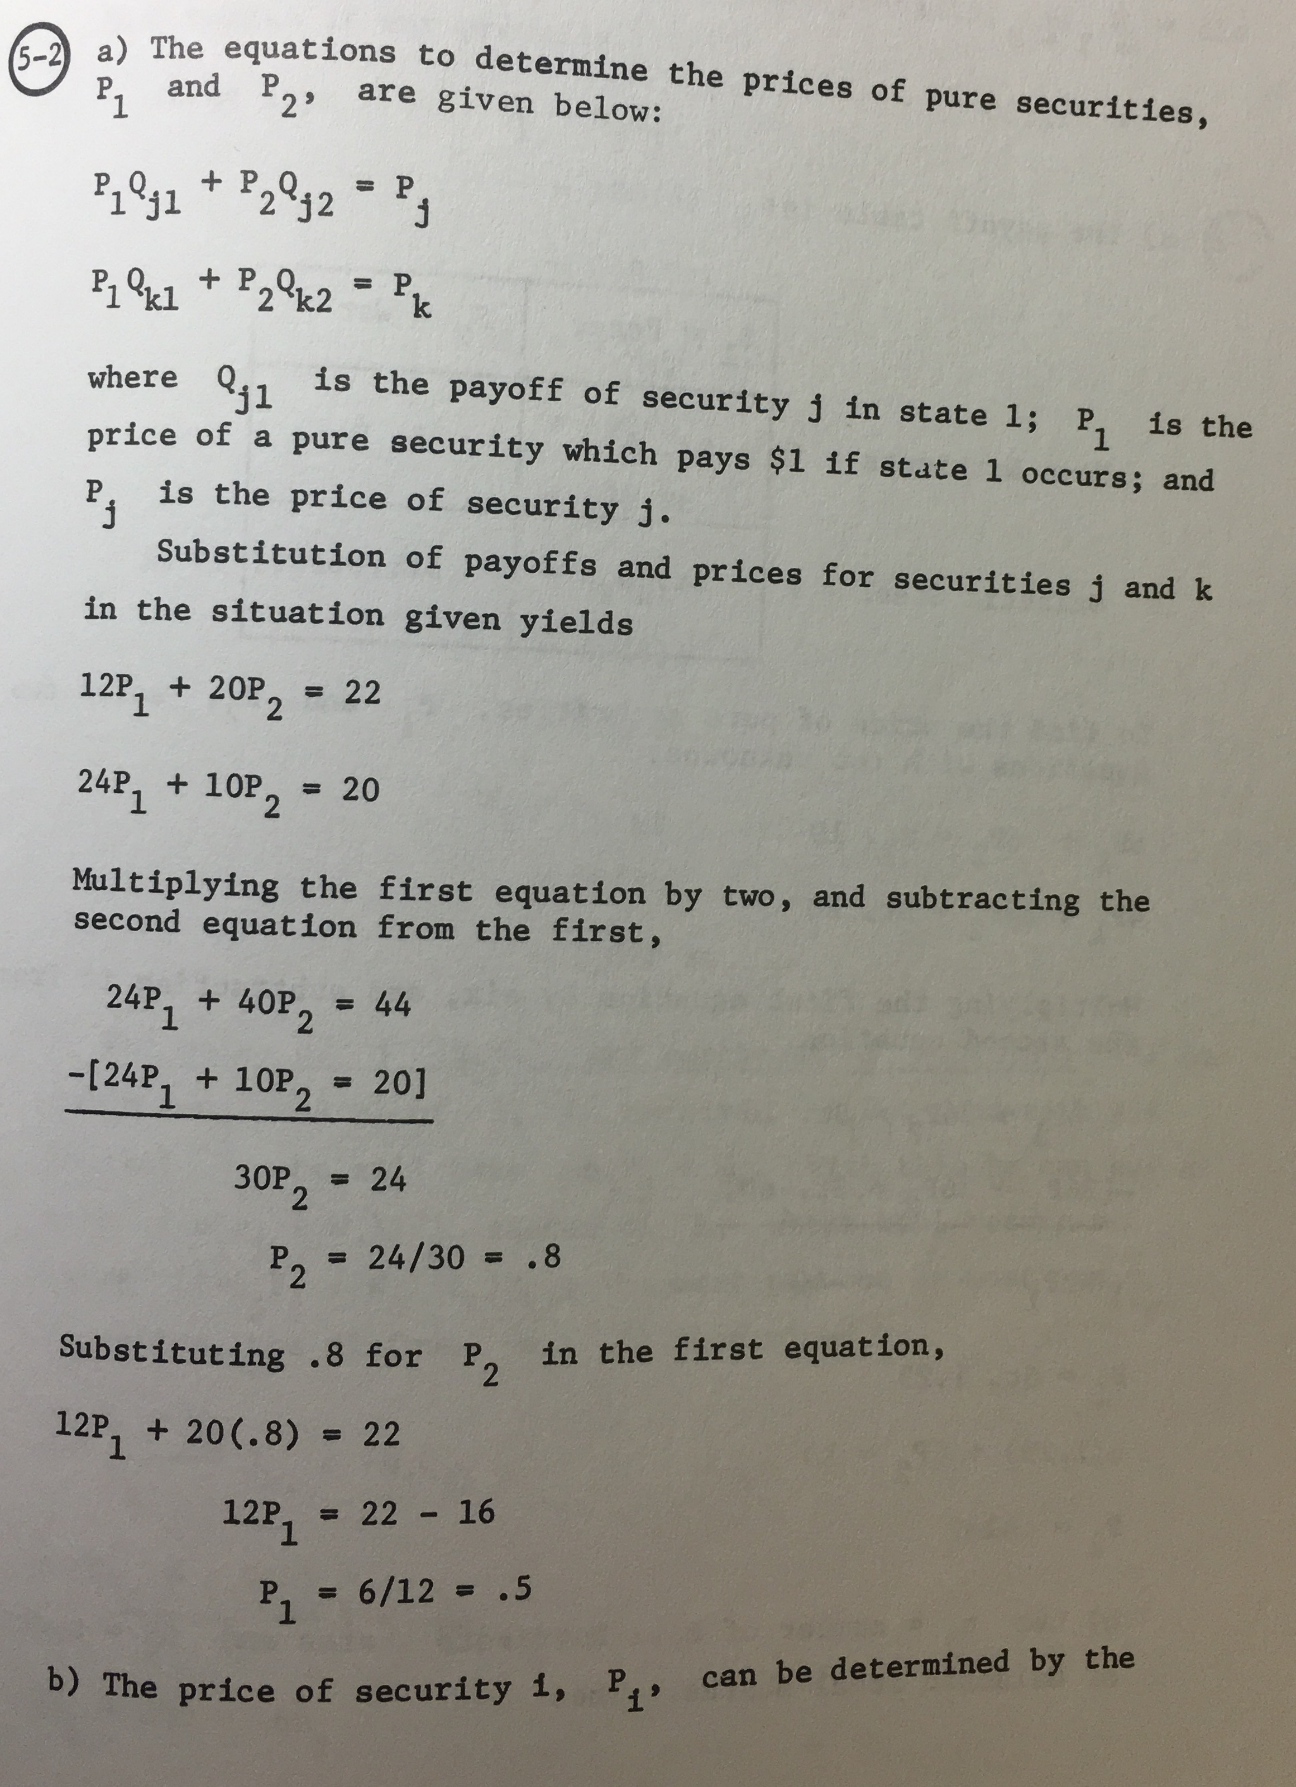 5-2 a) The equations to determine the prices of pure securities,
P1 and P2, are given below:
P1Qj1 + P2Qj2 = Pj
P1Qk1 + P2Qk2 = Pk
where Qj1 is the payoff of security j in state 1; P1 is the
price of a pure security which pays $1 if state 1 occurs; and
Pj is the price of security j.
Substitution of payoffs and prices for securities j and k
in the situation given yields
12P1 + 20P2 = 22
24P1 + 10P2 = 20
Multiplying the first equation by two, and subtracting the
second equation from the first,
24P1 + 40P2 = 44
-[24P1 + 10P2 = 20]
30P2 = 24
P2 = 24/30 = .8
Substituting .8 for P2 in the first equation,
12P1 + 20(.8) = 22
12P1 = 22 - 16
P1 = 6/12 = .5
b) The price of security i, Pi, can be determined by the